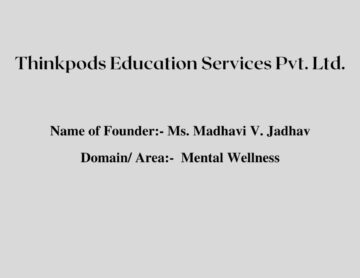 Thinkpods Education Services Pvt. Ltd.
Name of Founder:- Ms. Madhavi V. Jadhav
Domain/ Area:- Mental Wellness